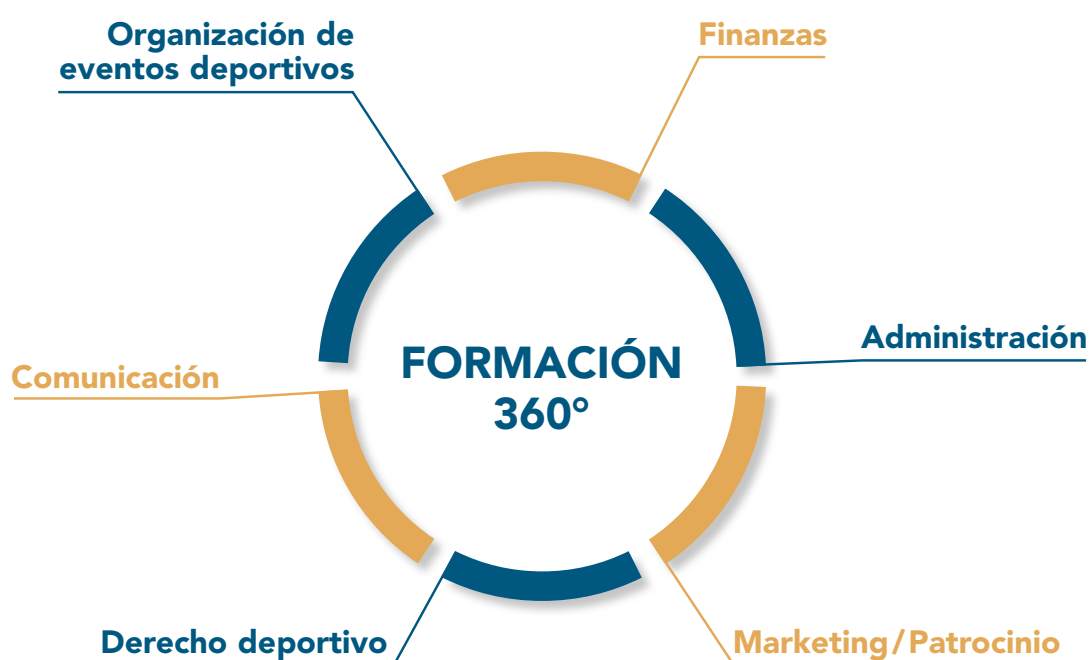 Organización de
eventos deportivos
Finanzas
Administración
Comunicación
FORMACIÓN
360°
Derecho deportivo
Marketing/Patrocinio